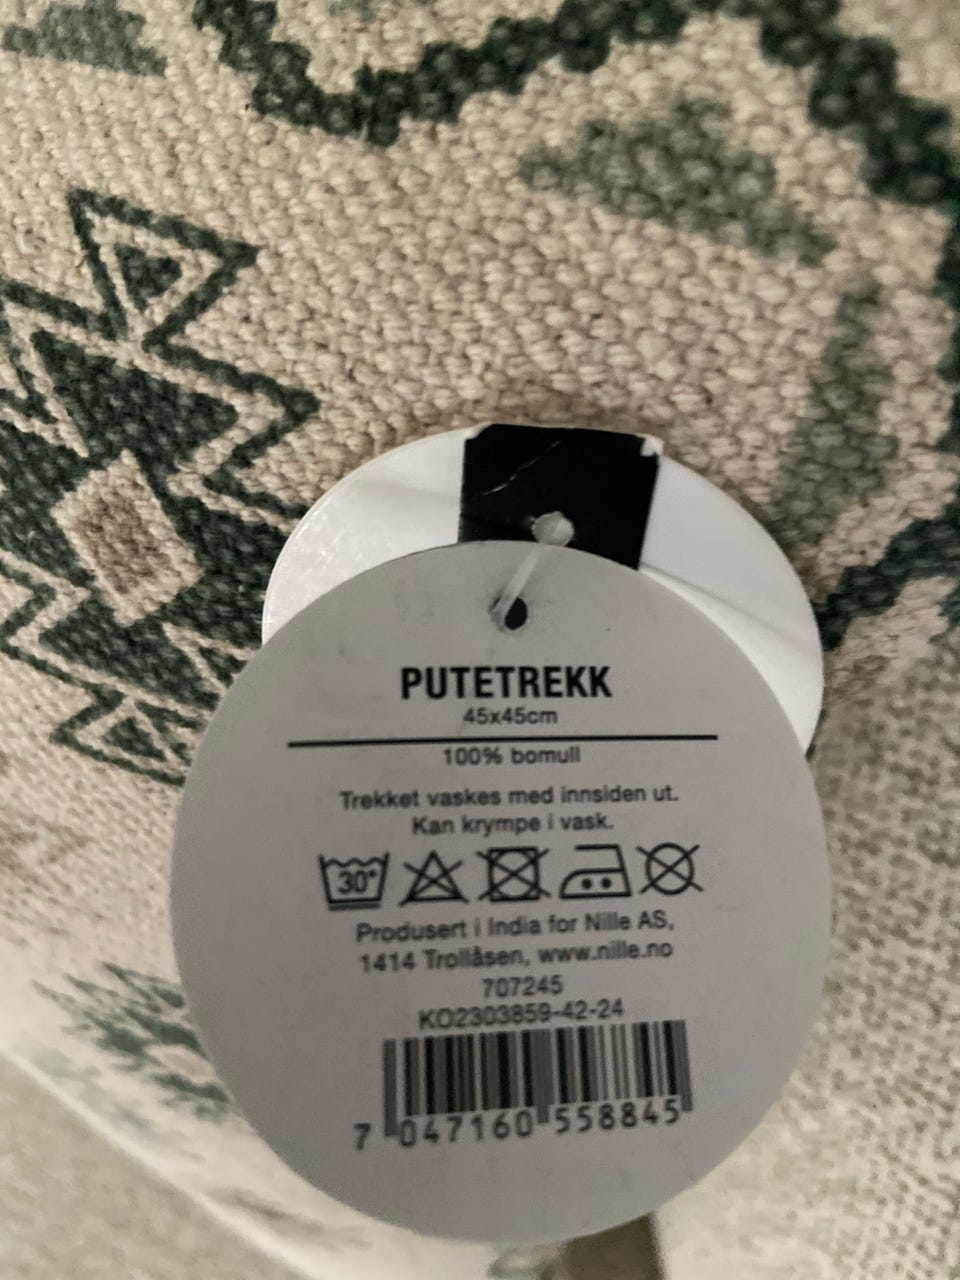 PUTETREKK
45x45cm
100% bomull
Trekket vaskes med innsiden ut.
Kan krympe i vask.
30°
Produsert i India for Nille AS,
1414 Trollåsen, www.nille.no
707245
KO2303859-42-24
7 047160 558845